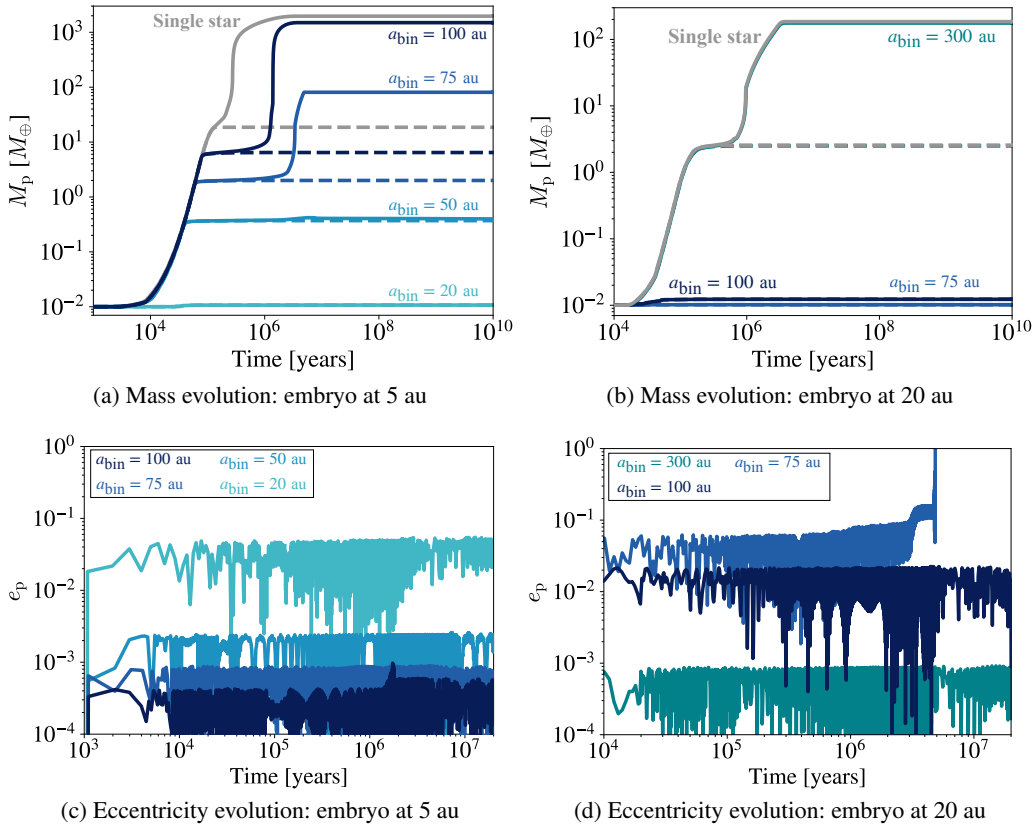 Single star
a_bin = 100 au
a_bin = 75 au
a_bin = 50 au
a_bin = 20 au
M_p [M_⊕]
10^3
10^2
10^1
10^0
10^-1
10^-2
10^4 10^6 10^8 10^10
Time [years]
(a) Mass evolution: embryo at 5 au
Single star
a_bin = 300 au
a_bin = 100 au
a_bin = 75 au
M_p [M_⊕]
10^3
10^2
10^1
10^0
10^-1
10^-2
10^4 10^6 10^8 10^10
Time [years]
(b) Mass evolution: embryo at 20 au
a_bin = 100 au a_bin = 50 au
a_bin = 75 au a_bin = 20 au
e_p
10^0
10^-1
10^-2
10^-3
10^-4
10^3 10^4 10^5 10^6 10^7
Time [years]
(c) Eccentricity evolution: embryo at 5 au
a_bin = 300 au a_bin = 75 au
a_bin = 100 au
e_p
10^0
10^-1
10^-2
10^-3
10^-4
10^4 10^5 10^6 10^7
Time [years]
(d) Eccentricity evolution: embryo at 20 au